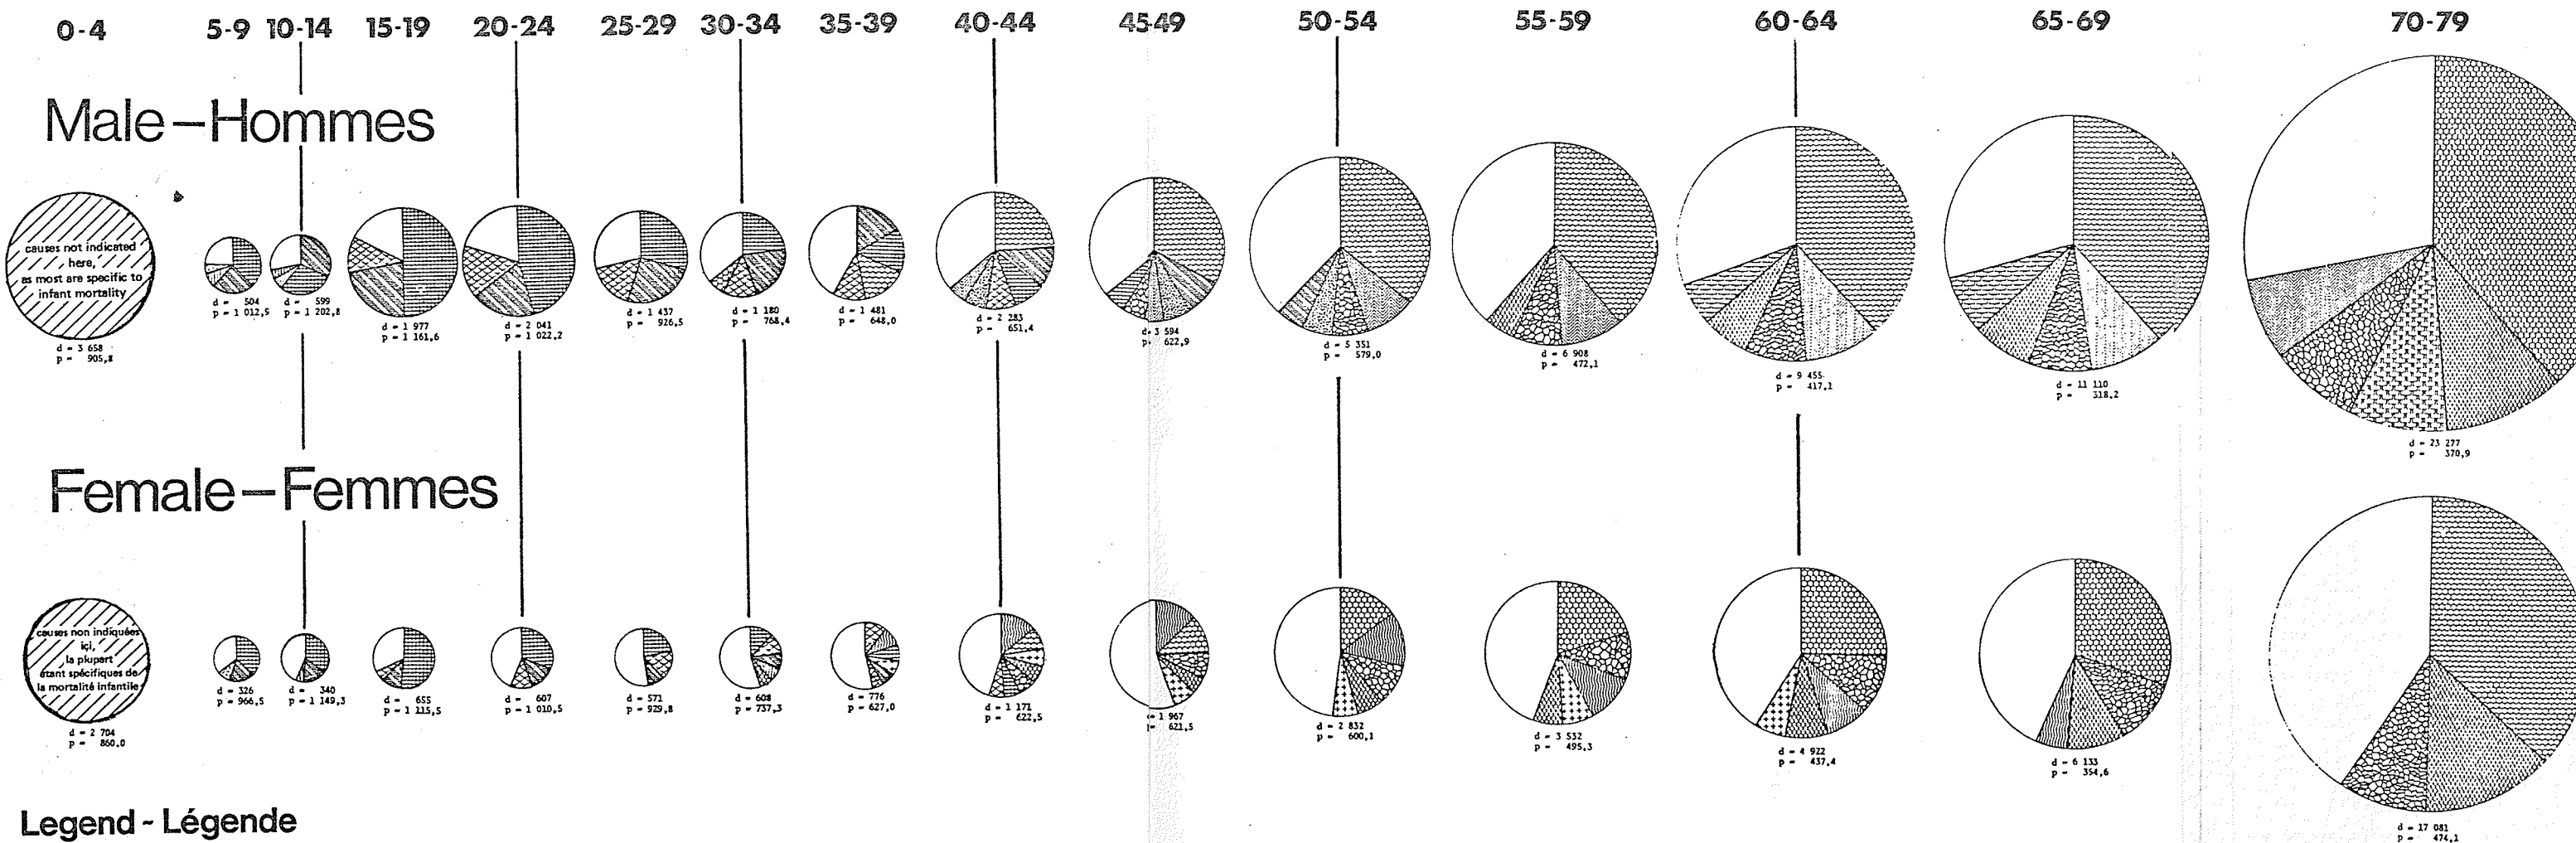 0-4 5-9 10-14 15-19 20-24 25-29 30-34 35-39 40-44 45-49 50-54 55-59 60-64 65-69 70-79
Male – Hommes
causes not indicated
here,
as most are specific to
infant mortality
d = 3 658
p = 905,8
d = 504
p = 1 012,5
d = 599
p = 1 202,8
d = 1 977
p = 1 161,6
d = 2 041
p = 1 022,2
d = 1 437
p = 926,5
d = 1 180
p = 768,4
d = 1 481
p = 648,0
d = 2 283
p = 651,4
d = 3 594
p = 622,9
d = 5 351
p = 579,0
d = 6 908
p = 472,1
d = 9 455
p = 417,1
d = 11 110
p = 318,2
d = 23 277
p = 370,9
Female – Femmes
causes non indiquées
içi,
la plupart
étant spécifiques de
la mortalité infantile
d = 2 704
p = 860,0
d = 326
p = 966,5
d = 340
p = 1 149,3
d = 655
p = 1 115,5
d = 607
p = 1 010,5
d = 571
p = 929,8
d = 608
p = 737,3
d = 776
p = 627,0
d = 1 171
p = 622,5
= 1 967
p = 621,5
d = 2 832
p = 600,1
d = 3 532
p = 495,3
d = 4 922
p = 437,4
d = 6 133
p = 354,6
d = 17 081
p = 474,1
Legend - Légende